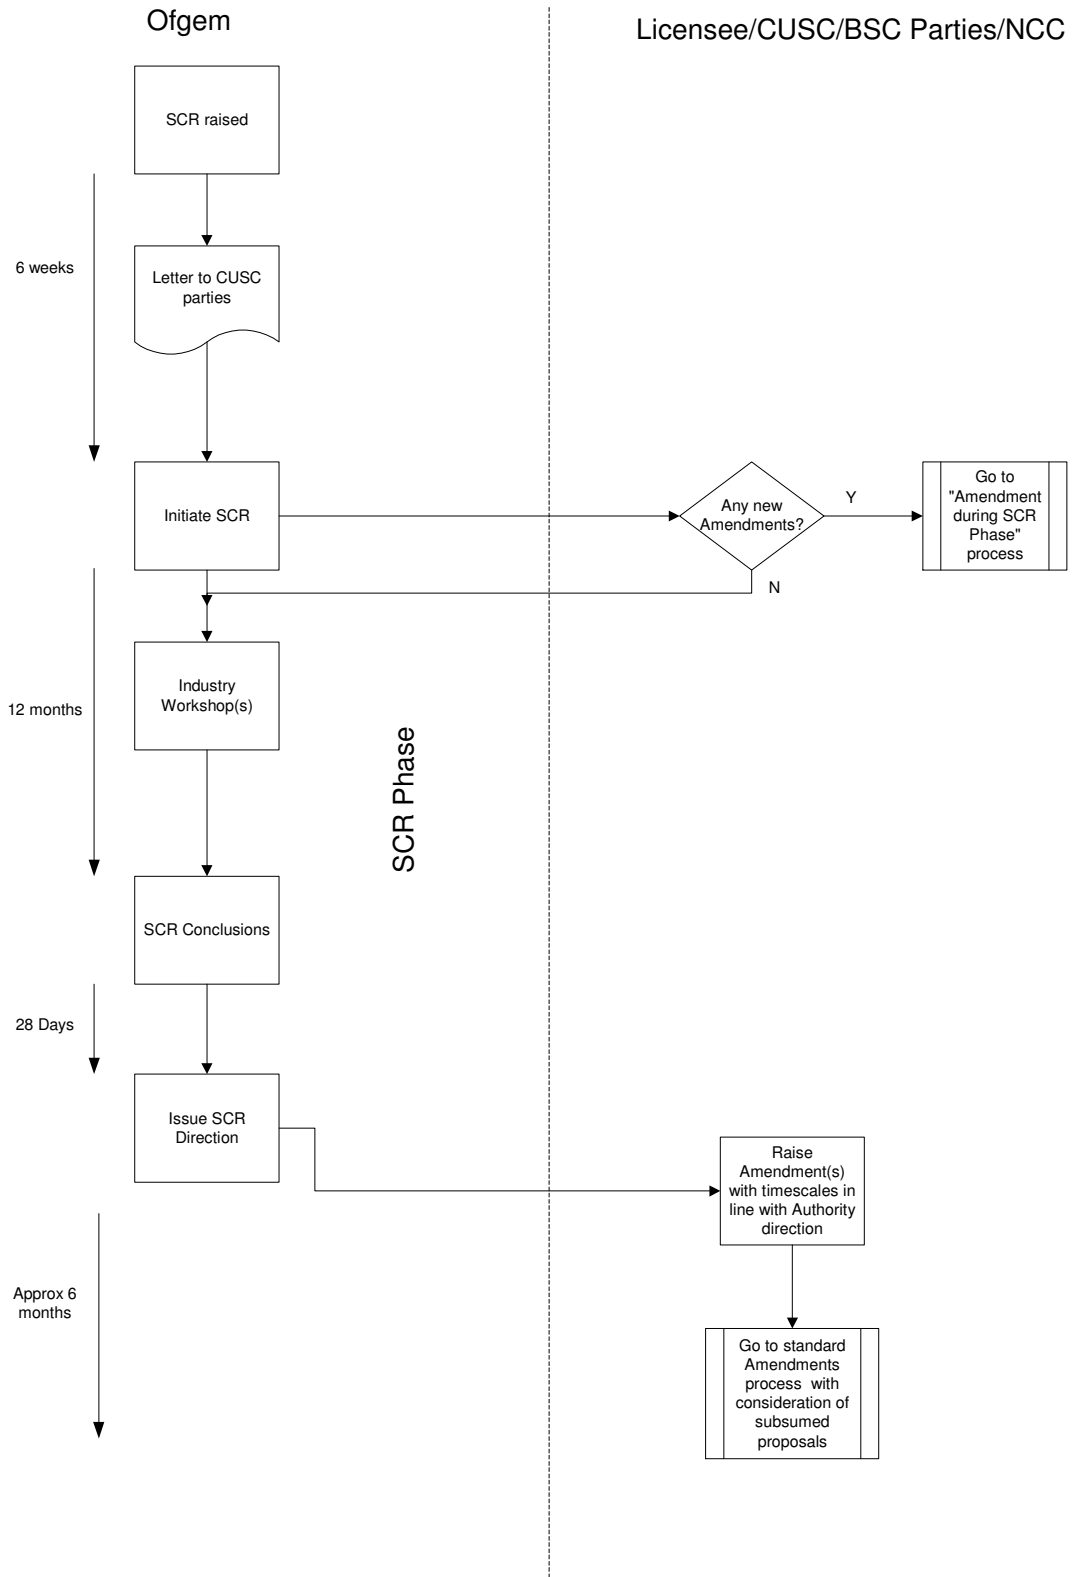 Ofgem
Licensee/CUSC/BSC Parties/NCC
SCR raised
6 weeks
Letter to CUSC
parties
Initiate SCR
Any new
Amendments?
Y
Go to
"Amendment
during SCR
Phase"
process
N
12 months
Industry
Workshop(s)
SCR Phase
SCR Conclusions
28 Days
Issue SCR
Direction
Raise
Amendment(s)
with timescales in
line with Authority
direction
Approx 6
months
Go to standard
Amendments
process with
consideration of
subsumed
proposals